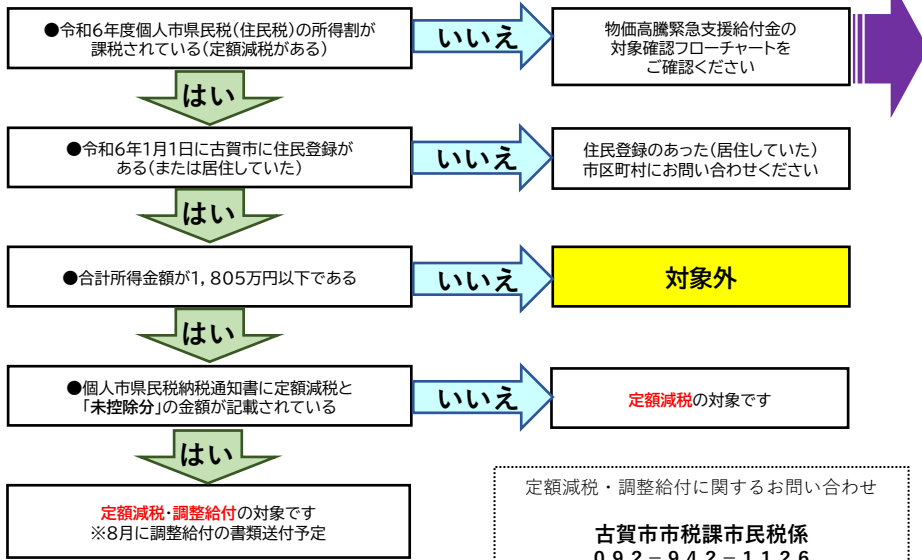 ●令和6年度個人市県民税(住民税)の所得割が
課税されている(定額減税がある)
いいえ
物価高騰緊急支援給付金の
対象確認フローチャートを
ご確認ください
はい
●令和6年1月1日に古賀市に住民登録が
ある(または居住していた)
いいえ
住民登録のあった(居住していた)
市区町村にお問い合わせください
はい
●合計所得金額が1,805万円以下である
いいえ
対象外
はい
●個人市県民税納税通知書に定額減税と
「未控除分」の金額が記載されている
いいえ
定額減税の対象です
はい
定額減税・調整給付の対象です
※8月に調整給付の書類送付予定
定額減税・調整給付に関するお問い合わせ
古賀市市税課市民税係
092-942-1126